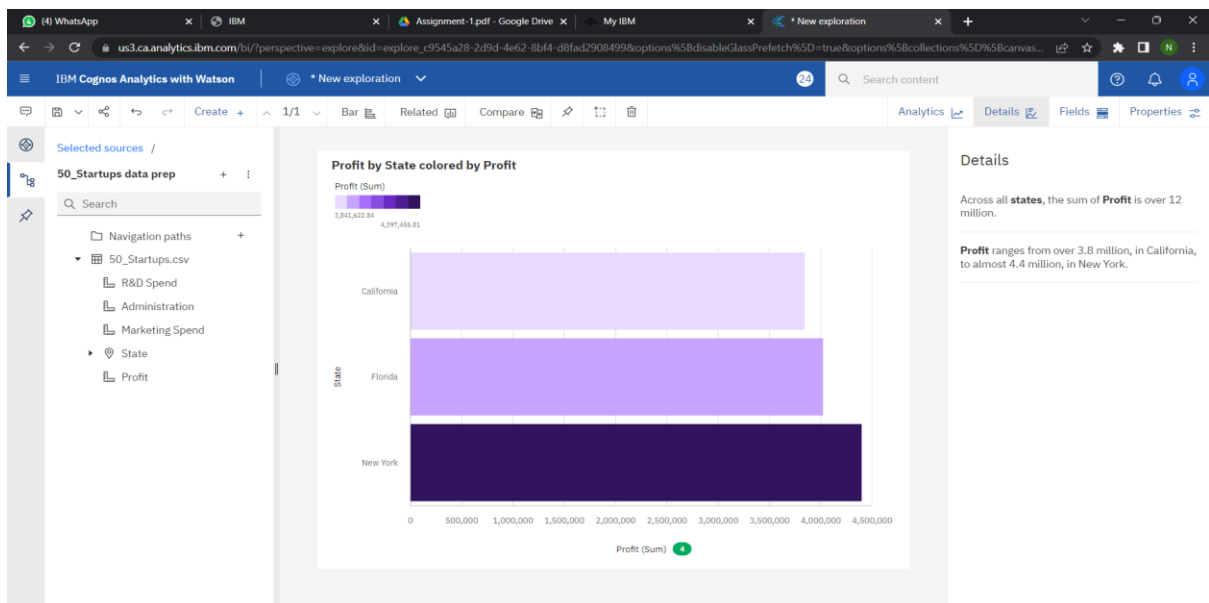 (4) WhatsApp
IBM
Assignment-1.pdf - Google Drive
My IBM
* New exploration
us3.ca.analytics.ibm.com/bi/?perspective=explore&id=explore_c9545a28-2d9d-4e62-8bf4-d8fad2908499&options%5BdisableGlassPrefetch%5D=true&options%5Bcollections%5D%5Bcanvas...
N
IBM Cognos Analytics with Watson
* New exploration
24
Search content
Create +
1/1
Bar
Related
Compare
Analytics
Details
Fields
Properties
Selected sources /
50_Startups data prep
Search
Navigation paths
50_Startups.csv
R&D Spend
Administration
Marketing Spend
State
Profit
Profit by State colored by Profit
Profit (Sum)
3,841,622.84
4,397,455.81
California
Florida
New York
State
0 500,000 1,000,000 1,500,000 2,000,000 2,500,000 3,000,000 3,500,000 4,000,000 4,500,000
Profit (Sum) 4
Details
Across all states, the sum of Profit is over 12
million.
Profit ranges from over 3.8 million, in California,
to almost 4.4 million, in New York.